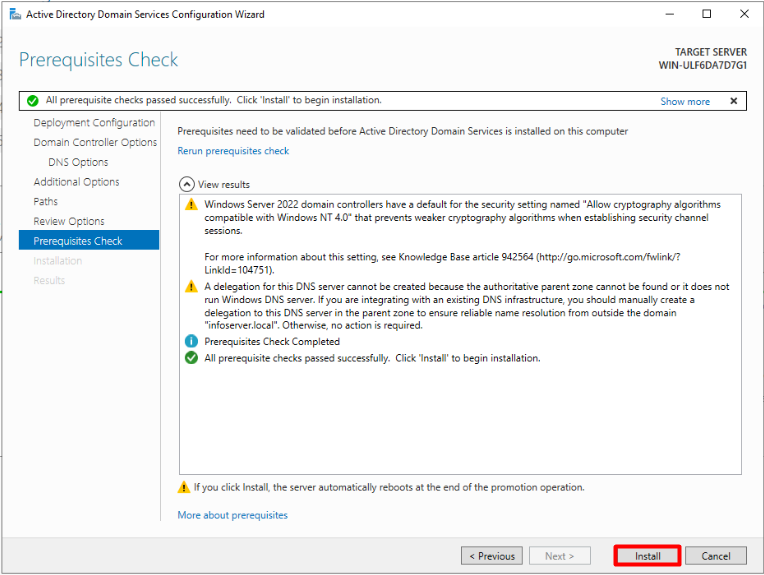 Active Directory Domain Services Configuration Wizard
Prerequisites Check
TARGET SERVER
WIN-ULF6DA7D7G1
All prerequisite checks passed successfully. Click 'Install' to begin installation.
Show more
Deployment Configuration
Domain Controller Options
DNS Options
Additional Options
Paths
Review Options
Prerequisites Check
Installation
Results
Prerequisites need to be validated before Active Directory Domain Services is installed on this computer
Rerun prerequisites check
View results
Windows Server 2022 domain controllers have a default for the security setting named "Allow cryptography algorithms
compatible with Windows NT 4.0" that prevents weaker cryptography algorithms when establishing security channel
sessions.
For more information about this setting, see Knowledge Base article 942564 (http://go.microsoft.com/fwlink/?
LinkId=104751).
A delegation for this DNS server cannot be created because the authoritative parent zone cannot be found or it does not
run Windows DNS server. If you are integrating with an existing DNS infrastructure, you should manually create a
delegation to this DNS server in the parent zone to ensure reliable name resolution from outside the domain
"infoserver.local". Otherwise, no action is required.
Prerequisites Check Completed
All prerequisite checks passed successfully. Click 'Install' to begin installation.
If you click Install, the server automatically reboots at the end of the promotion operation.
More about prerequisites
< Previous
Next >
Install
Cancel